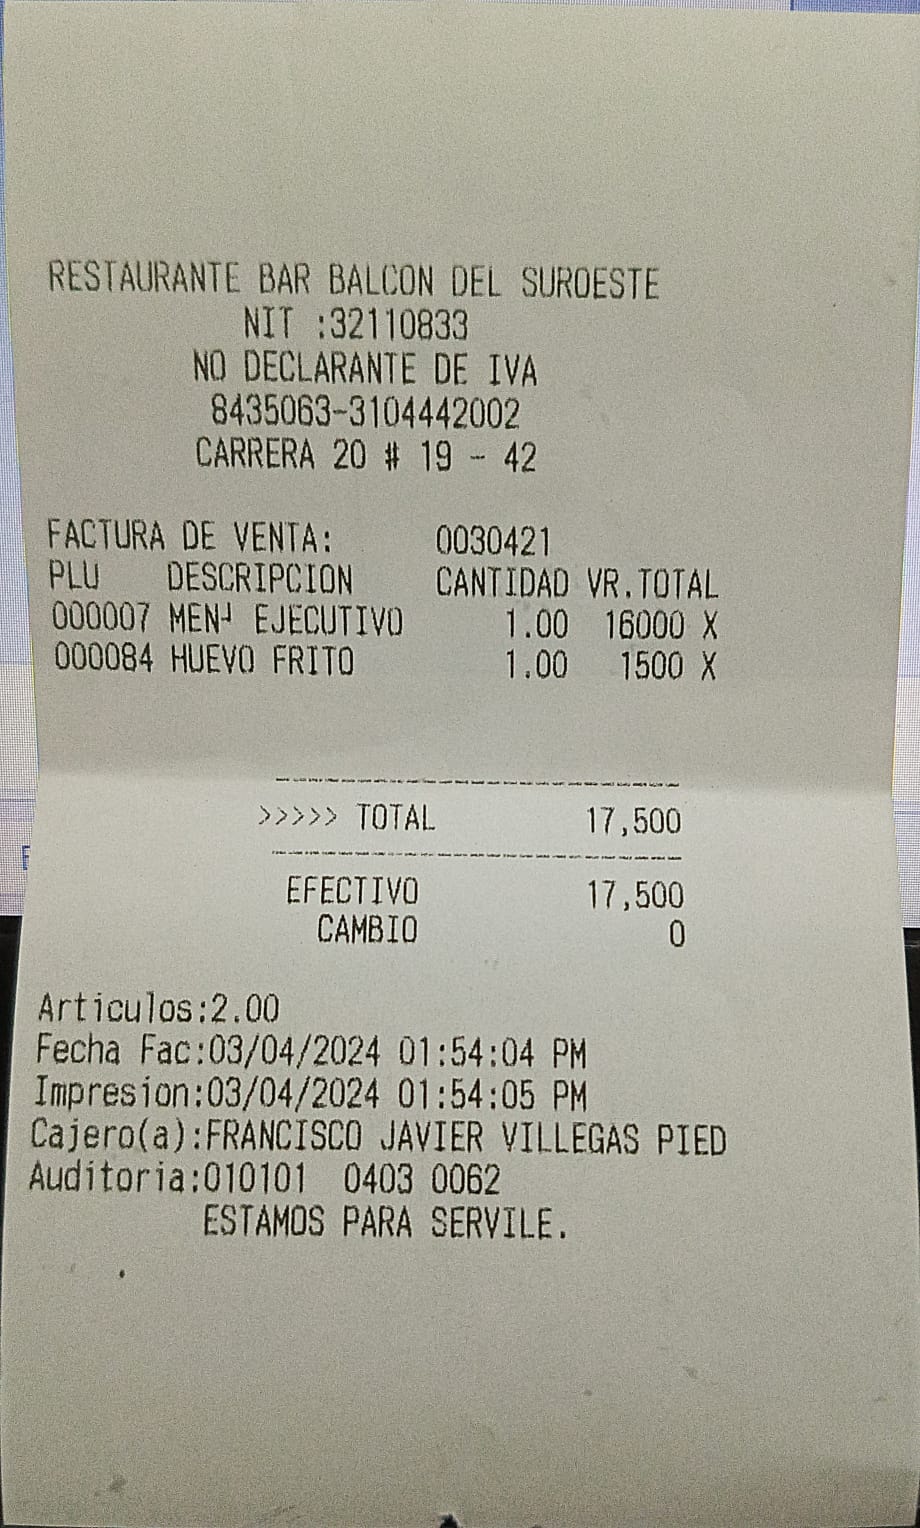 RESTAURANTE BAR BALCON DEL SUROESTE
NIT :32110833
NO DECLARANTE DE IVA
8435063-3104442002
CARRERA 20 # 19 - 42
FACTURA DE VENTA: 0030421
PLU DESCRIPCION CANTIDAD VR.TOTAL
000007 MEN┘ EJECUTIVO 1.00 16000 X
000084 HUEVO FRITO 1.00 1500 X
>>>>> TOTAL 17,500
EFECTIVO 17,500
CAMBIO 0
Articulos:2.00
Fecha Fac:03/04/2024 01:54:04 PM
Impresion:03/04/2024 01:54:05 PM
Cajero(a):FRANCISCO JAVIER VILLEGAS PIED
Auditoria:010101 0403 0062
ESTAMOS PARA SERVILE.